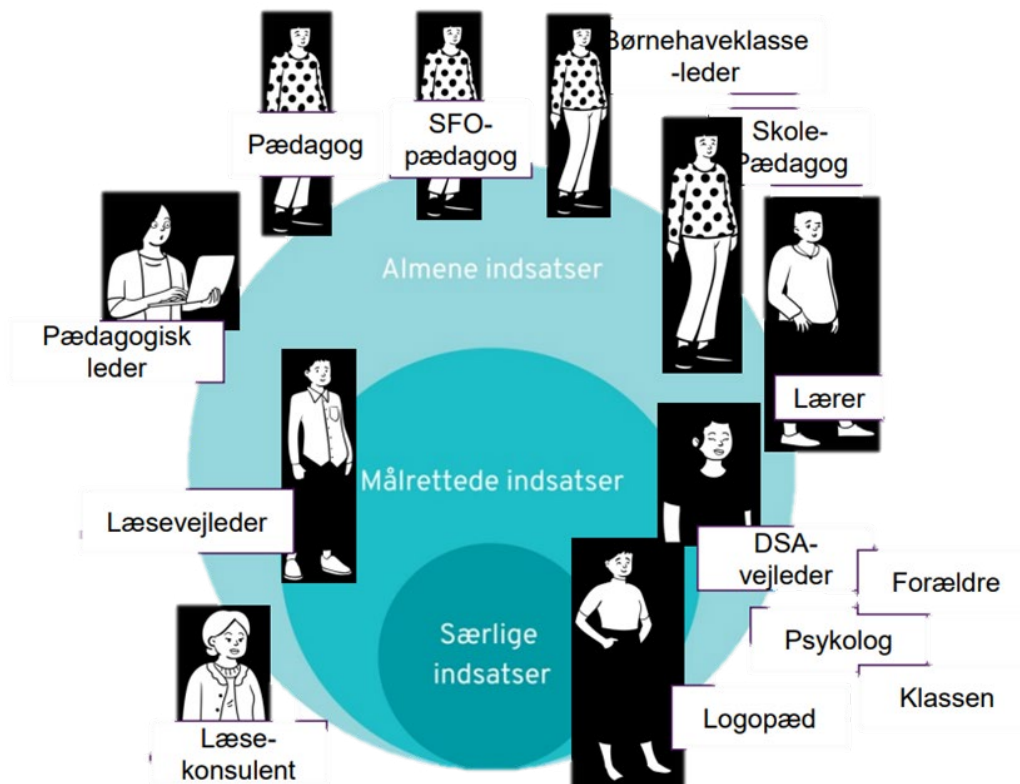 Børnehaveklasse
-leder
Pædagog
SFO-
pædagog
Skole-
Pædagog
Almene indsatser
Pædagogisk
leder
Lærer
Målrettede indsatser
Læsevejleder
DSA-
vejleder
Forældre
Psykolog
Særlige
indsatser
Klassen
Logopæd
Læse-
konsulent